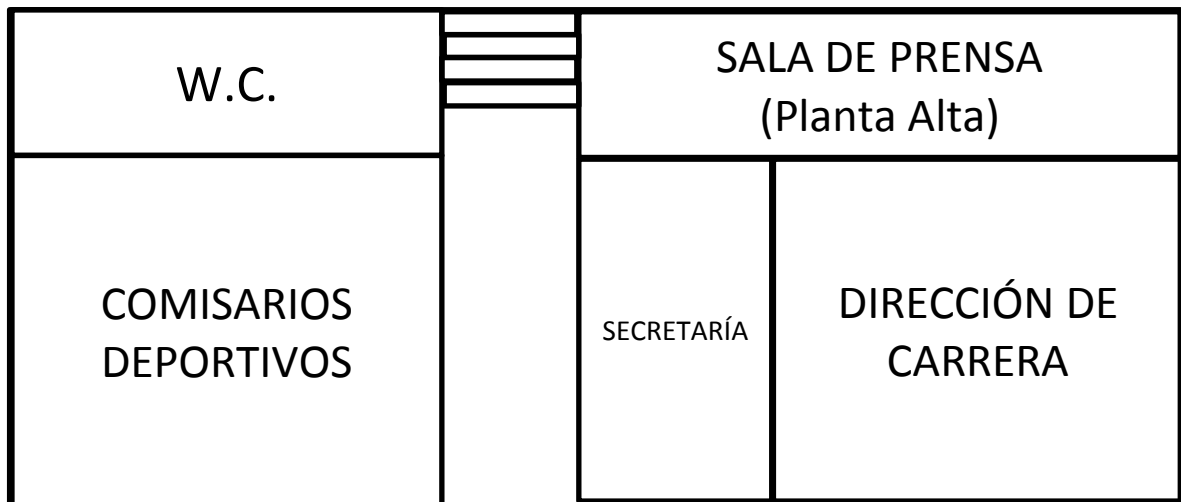 W.C.
SALA DE PRENSA
(Planta Alta)
COMISARIOS
DEPORTIVOS
SECRETARÍA
DIRECCIÓN DE
CARRERA